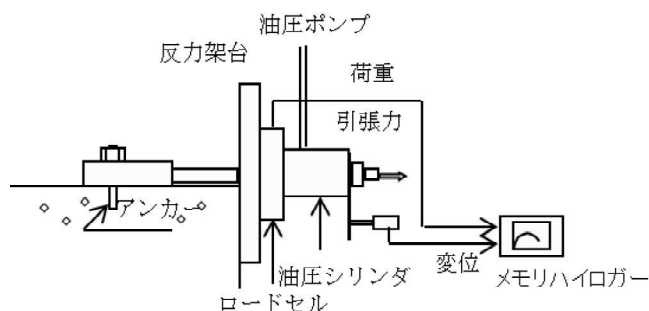 油圧ポンプ
反力架台
荷重
引張力
アンカー
変位
メモリハイロガー
油圧シリンダ
ロードセル